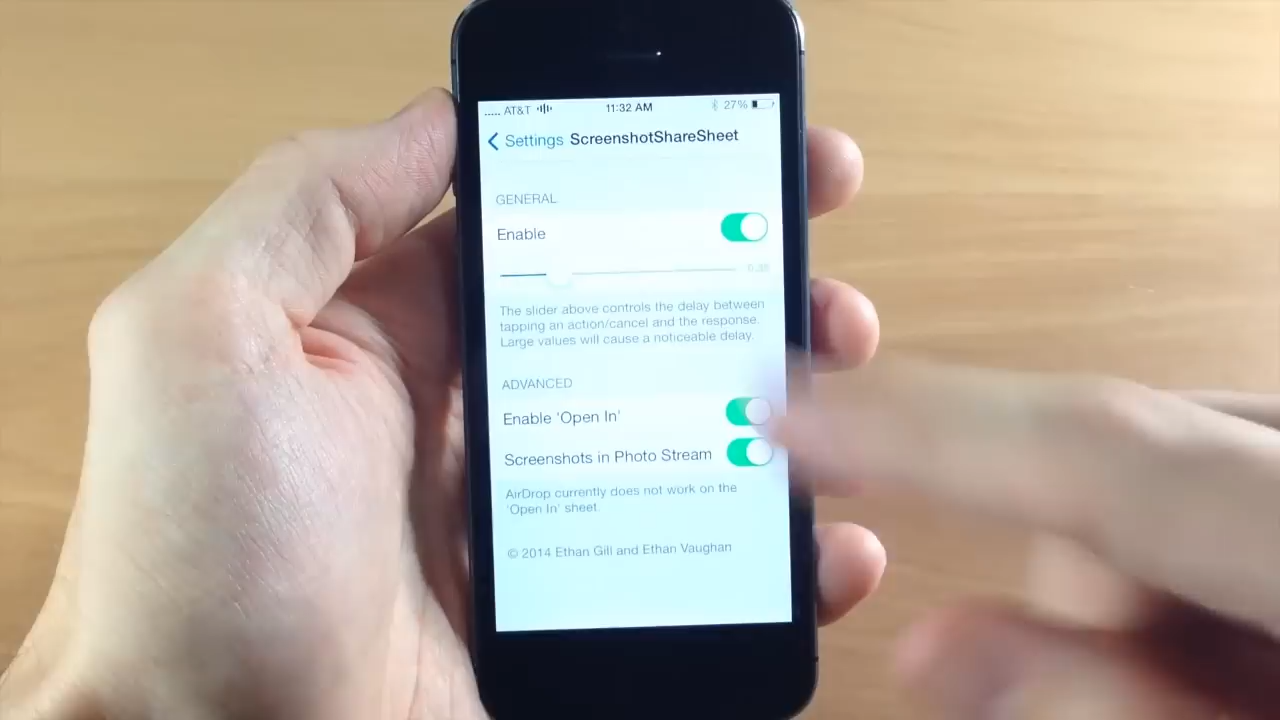 AT&T 11:32 AM 27%
Settings ScreenshotShareSheet
GENERAL
Enable
0.38
The slider above controls the delay between
tapping an action/cancel and the response.
Large values will cause a noticeable delay.
ADVANCED
Enable 'Open In'
Screenshots in Photo Stream
AirDrop currently does not work on the
'Open In' sheet.
© 2014 Ethan Gill and Ethan Vaughan